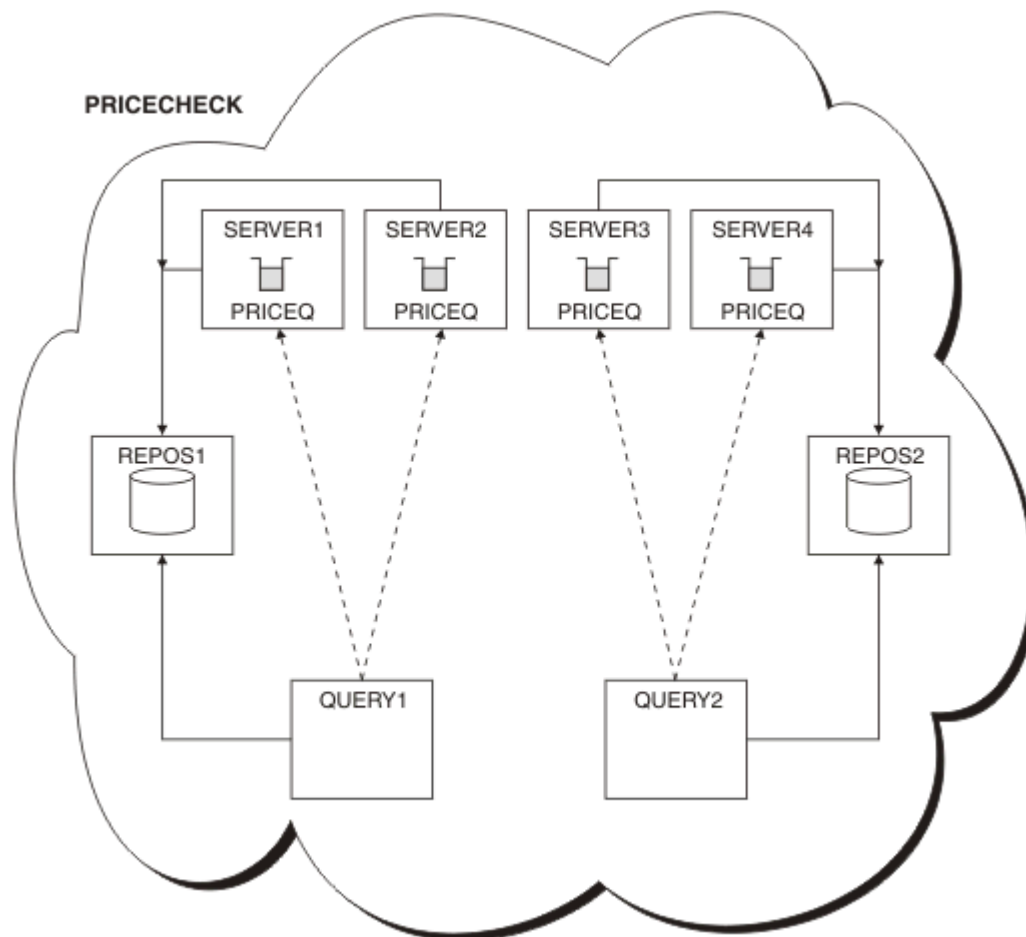 PRICECHECK
SERVER1
SERVER2
SERVER3
SERVER4
PRICEQ
PRICEQ
PRICEQ
PRICEQ
REPOS1
REPOS2
QUERY1
QUERY2